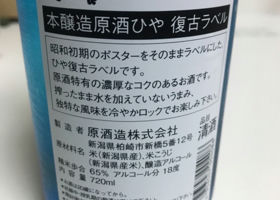 本醸造原酒ひや 復古ラベル
昭和初期のポスターをそのままラベルにした、
ひや復古ラベルです。
原酒特有の濃厚なコクのあるお酒です。
搾ったまま水を加えていないうまみ、
独特な風味を冷やかロックでお楽しみ下さい。
製造者 原酒造株式会社
新潟県柏崎市新橋5番12号
品目 清酒
原材料名 米(新潟県産)、米こうじ
(新潟県産米)、醸造アルコール
精米歩合 65% アルコール分 18度
内容量 720ml